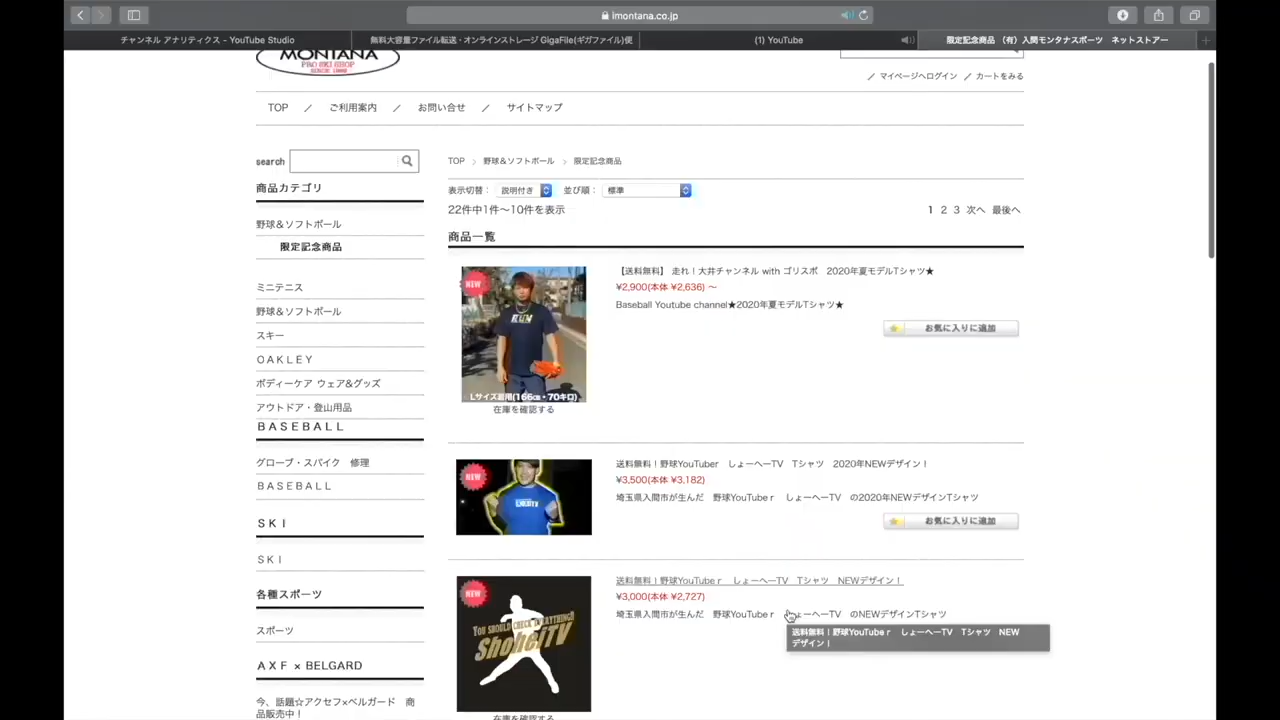 imontana.co.jp
チャンネル アナリティクス - YouTube Studio
無料大容量ファイル転送・オンラインストレージ GigaFile(ギガファイル)便
(1) YouTube
限定記念商品 (有) 入間モンタナスポーツ ネットストアー
MONTANA
PRO SKI SHOP
SINCE 1969
／ マイページへログイン ／ カートをみる
TOP ／ ご利用案内 ／ お問い合せ ／ サイトマップ
search
商品カテゴリ
野球＆ソフトボール
限定記念商品
ミニテニス
野球＆ソフトボール
スキー
ＯＡＫＬＥＹ
ボディーケア ウェア&グッズ
アウトドア・登山用品
ＢＡＳＥＢＡＬＬ
グローブ・スパイク 修理
ＢＡＳＥＢＡＬＬ
ＳＫＩ
ＳＫＩ
各種スポーツ
スポーツ
ＡＸＦ × BELGARD
今、話題☆アクセフ×ベルガード 商
品販売中！
TOP > 野球＆ソフトボール > 限定記念商品
表示切替： 説明付き 並び順： 標準
22件中1件〜10件を表示
1 2 3 次へ 最後へ
商品一覧
NEW
RUN
Lサイズ着用(166㎝・70キロ)
在庫を確認する
【送料無料】 走れ！大井チャンネル with ゴリスポ 2020年夏モデルTシャツ★
¥2,900(本体 ¥2,636) 〜
Baseball Youtube channel★2020年夏モデルTシャツ★
お気に入りに追加
NEW
送料無料！野球YouTuber しょーへーTV Tシャツ 2020年NEWデザイン！
¥3,500(本体 ¥3,182)
埼玉県入間市が生んだ 野球YouTubeｒ しょーへーTV の2020年NEWデザインTシャツ
お気に入りに追加
NEW
YOU SHOULD CHECK EVERYTHING!!
ShoheiTV
在庫を確認する
送料無料！野球YouTubeｒ しょーへーTV Tシャツ NEWデザイン！
¥3,000(本体 ¥2,727)
埼玉県入間市が生んだ 野球YouTubeｒ しょーへーTV のNEWデザインTシャツ
送料無料！野球YouTubeｒ しょーへーTV Tシャツ NEW
デザイン！